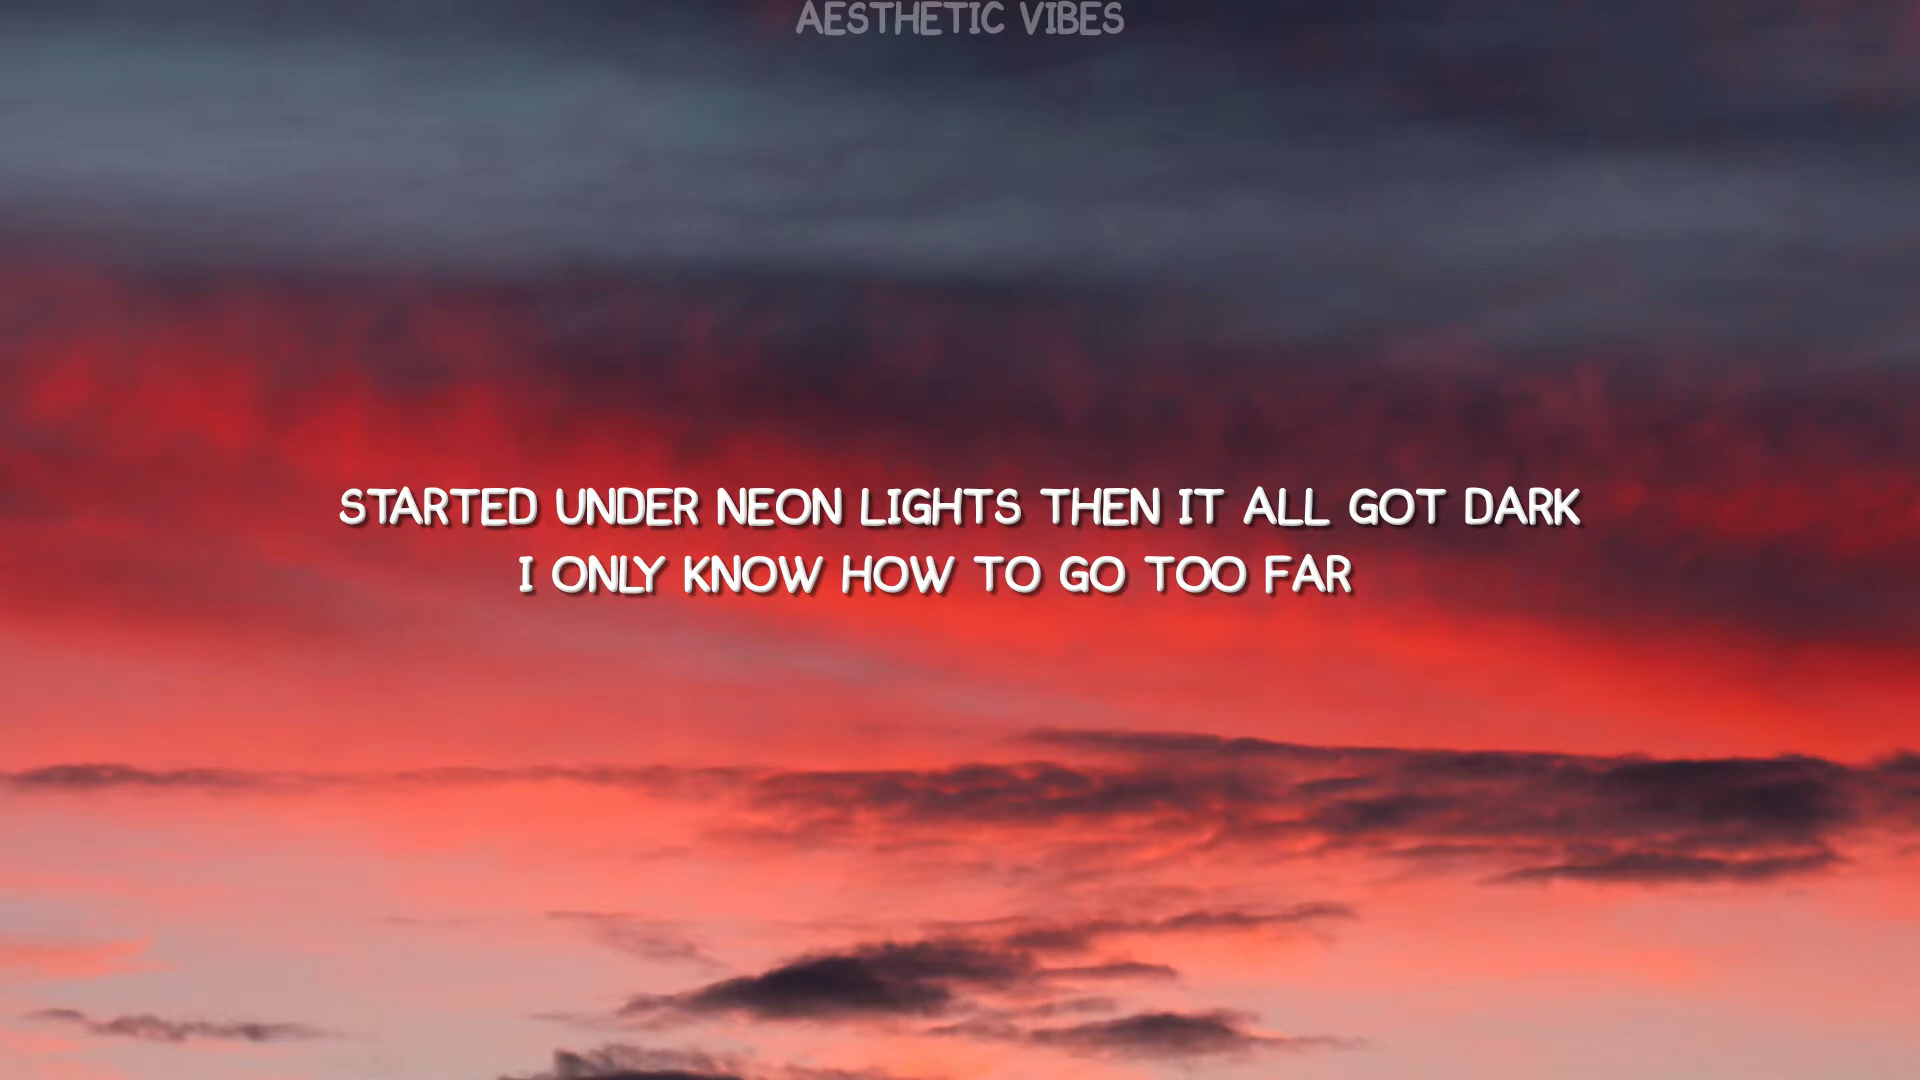 AESTHETIC VIBES
STARTED UNDER NEON LIGHTS THEN IT ALL GOT DARK
I ONLY KNOW HOW TO GO TOO FAR